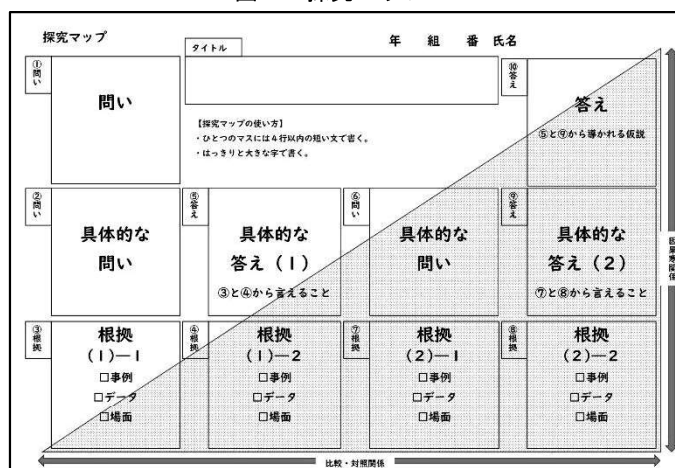 探究マップ
タイトル
年 組 番 氏名
①問い
問い
【探究マップの使い方】
・ひとつのマスには4行以内の短い文で書く。
・はっきりと大きな字で書く。
⑩答え
答え
⑤と⑨から導かれる仮説
②問い
具体的な
問い
⑤答え
具体的な
答え(1)
③と④から言えること
⑥問い
具体的な
問い
⑨答え
具体的な
答え(2)
⑦と⑧から言えること
③根拠
根拠
(1)―1
□事例
□データ
□場面
④根拠
根拠
(1)―2
□事例
□データ
□場面
⑦根拠
根拠
(2)―1
□事例
□データ
□場面
⑧根拠
根拠
(2)―2
□事例
□データ
□場面
比較・対照関係